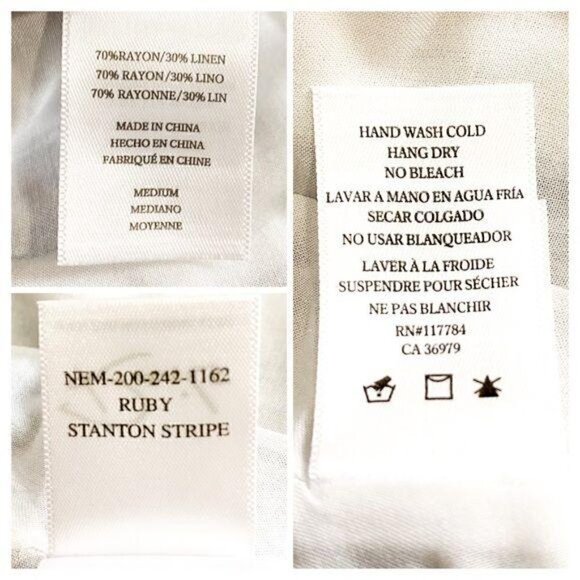 70%RAYON/30% LINEN
70% RAYON/30% LINO
70% RAYONNE/30% LIN
MADE IN CHINA
HECHO EN CHINA
FABRIQUÉ EN CHINE
MEDIUM
MEDIANO
MOYENNE
NEM-200-242-1162
RUBY
STANTON STRIPE
HAND WASH COLD
HANG DRY
NO BLEACH
LAVAR A MANO EN AGUA FRÍA
SECAR COLGADO
NO USAR BLANQUEADOR
LAVER À LA FROIDE
SUSPENDRE POUR SÉCHER
NE PAS BLANCHIR
RN#117784
CA 36979